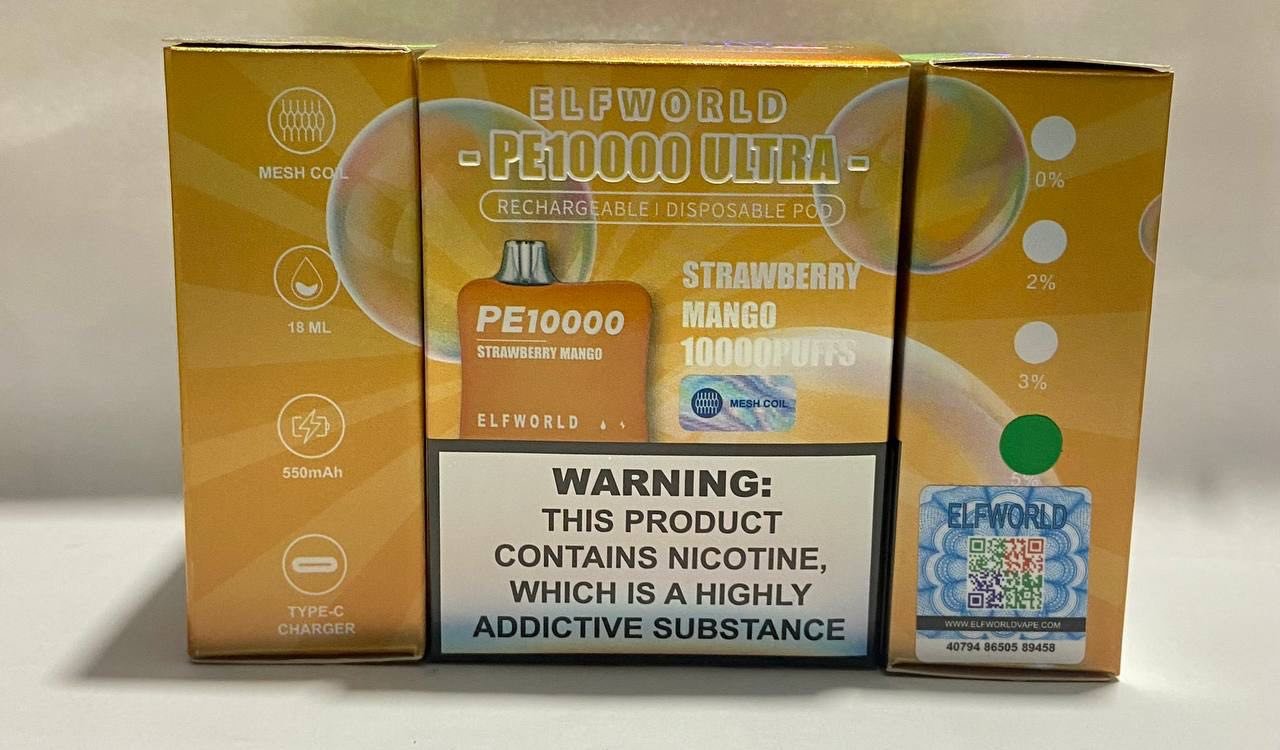 MESH COIL
18 ML
550mAh
TYPE-C
CHARGER
ELFWORLD
- PE10000 ULTRA -
RECHARGEABLE | DISPOSABLE POD
PE10000
STRAWBERRY MANGO
ELFWORLD
STRAWBERRY
MANGO
10000PUFFS
MESH COIL
WARNING:
THIS PRODUCT
CONTAINS NICOTINE,
WHICH IS A HIGHLY
ADDICTIVE SUBSTANCE
0%
2%
3%
5%
ELFWORLD
WWW.ELFWORLDVAPE.COM
40794 86505 89458